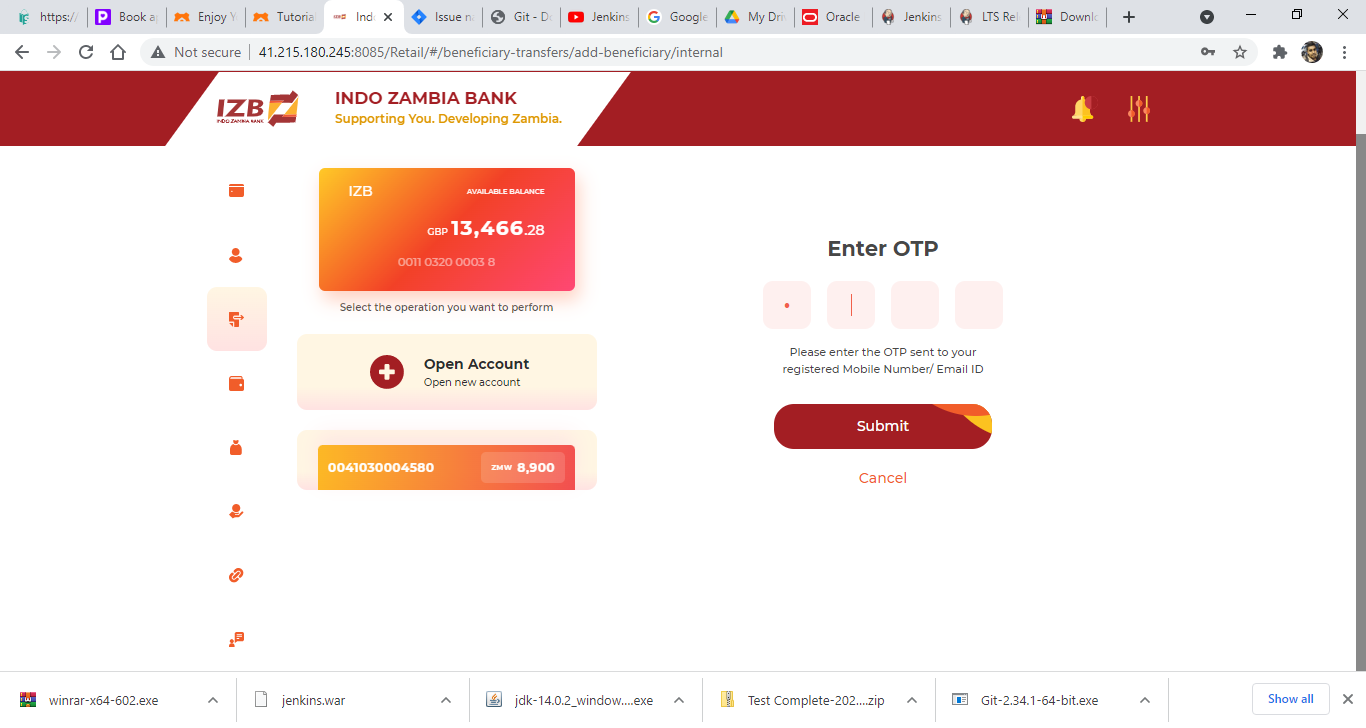 https:/
Book a
Enjoy Y
Tutoria
Ind
Issue n
Git - D
Jenkins
Google
My Dri
Oracle
Jenkins
LTS Rel
Downl
Not secure
41.215.180.245:8085/Retail/#/beneficiary-transfers/add-beneficiary/internal
IZB
INDO ZAMBIA BANK
INDO ZAMBIA BANK
Supporting You. Developing Zambia.
IZB
AVAILABLE BALANCE
GBP 13,466.28
0011 0320 0003 8
Select the operation you want to perform
Open Account
Open new account
0041030004580
ZMW 8,900
Enter OTP
Please enter the OTP sent to your
registered Mobile Number/ Email ID
Submit
Cancel
winrar-x64-602.exe
jenkins.war
jdk-14.0.2_window....exe
Test Complete-202....zip
Git-2.34.1-64-bit.exe
Show all